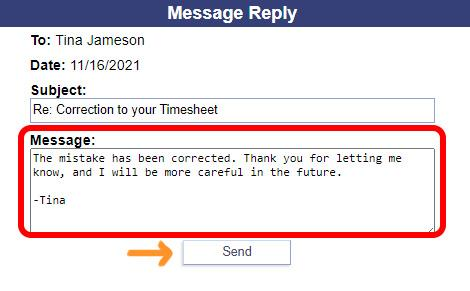 Message Reply
To: Tina Jameson
Date: 11/16/2021
Subject:
Re: Correction to your Timesheet
Message:
The mistake has been corrected. Thank you for letting me
know, and I will be more careful in the future.
-Tina
Send